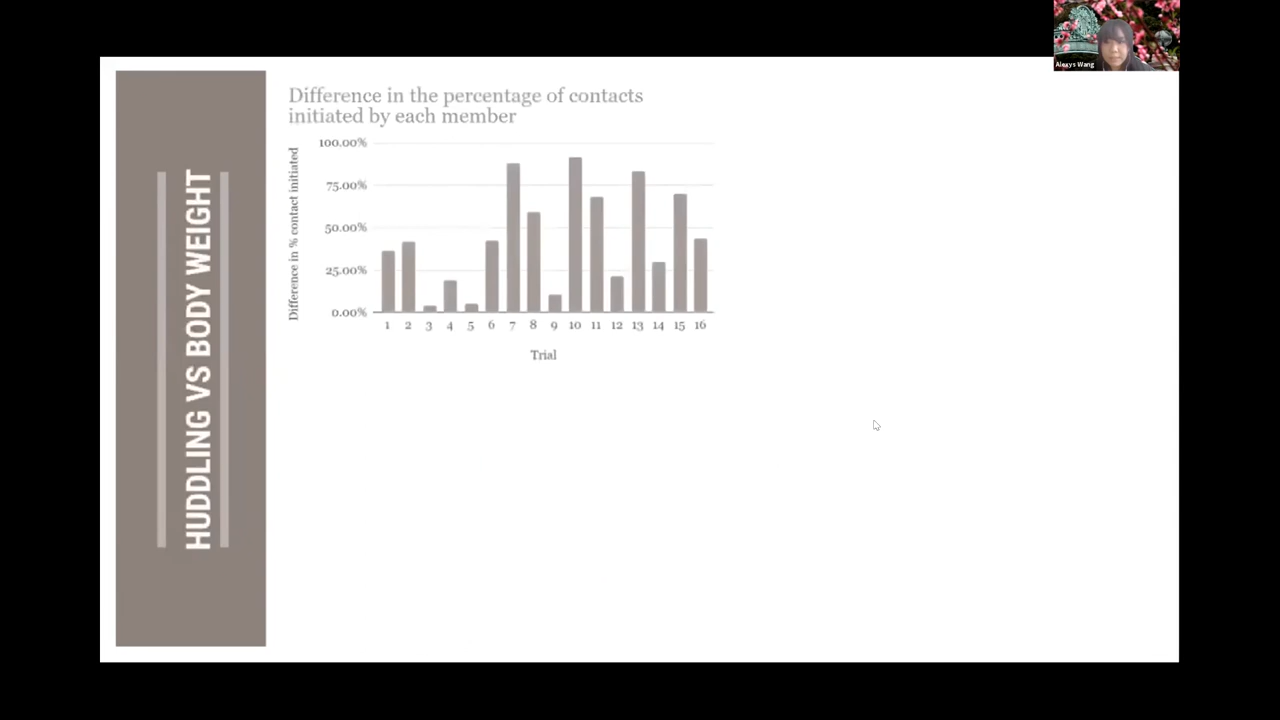 Alexys Wang
HUDDLING VS BODY WEIGHT
Difference in the percentage of contacts
initiated by each member
Difference in % contact initiated
100.00%
75.00%
50.00%
25.00%
0.00%
1 2 3 4 5 6 7 8 9 10 11 12 13 14 15 16
Trial